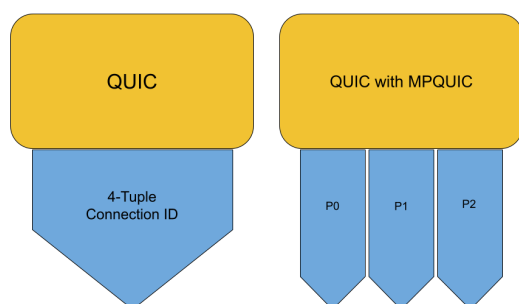 QUIC
QUIC with MPQUIC
4-Tuple
Connection ID
P0
P1
P2